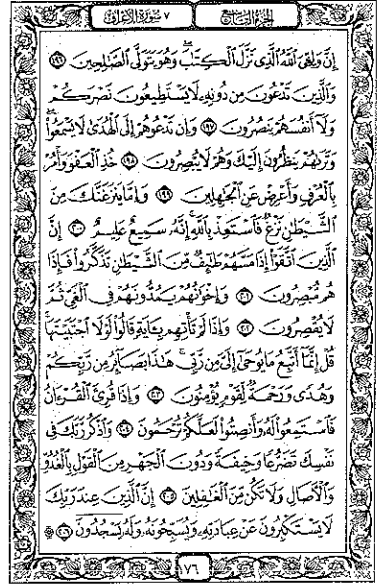 الجزء التاسع
٧ سورة الأعراف
إِنَّ وَلِـِّۧيَ ٱللَّهُ ٱلَّذِي نَزَّلَ ٱلْكِتَٰبَۖ وَهُوَ يَتَوَلَّى ٱلصَّٰلِحِينَ ١٩٦
وَٱلَّذِينَ تَدْعُونَ مِن دُونِهِۦ لَا يَسْتَطِيعُونَ نَصْرَكُمْ
وَلَآ أَنفُسَهُمْ يَنصُرُونَ ١٩٧ وَإِن تَدْعُوهُمْ إِلَى ٱلْهُدَىٰ لَا يَسْمَعُوا۟ۖ
وَتَرَىٰهُمْ يَنظُرُونَ إِلَيْكَ وَهُمْ لَا يُبْصِرُونَ ١٩٨ خُذِ ٱلْعَفْوَ وَأْمُرْ
بِٱلْعُرْفِ وَأَعْرِضْ عَنِ ٱلْجَٰهِلِينَ ١٩٩ وَإِمَّا يَنزَغَنَّكَ مِنَ
ٱلشَّيْطَٰنِ نَزْغٌ فَٱسْتَعِذْ بِٱللَّهِۚ إِنَّهُۥ سَمِيعٌ عَلِيمٌ ٢٠٠ إِنَّ
ٱلَّذِينَ ٱتَّقَوْا۟ إِذَا مَسَّهُمْ طَٰٓئِفٌ مِّنَ ٱلشَّيْطَٰنِ تَذَكَّرُوا۟ فَإِذَا
هُم مُّبْصِرُونَ ٢٠١ وَإِخْوَٰنُهُمْ يَمُدُّونَهُمْ فِي ٱلْغَيِّ ثُمَّ
لَا يُقْصِرُونَ ٢٠٢ وَإِذَا لَمْ تَأْتِهِم بِـَٔايَةٍ قَالُوا۟ لَوْلَا ٱجْتَبَيْتَهَاۚ
قُلْ إِنَّمَآ أَتَّبِعُ مَا يُوحَىٰٓ إِلَيَّ مِن رَّبِّيۚ هَٰذَا بَصَآئِرُ مِن رَّبِّكُمْ
وَهُدًى وَرَحْمَةٌ لِّقَوْمٍ يُؤْمِنُونَ ٢٠٣ وَإِذَا قُرِئَ ٱلْقُرْءَانُ
فَٱسْتَمِعُوا۟ لَهُۥ وَأَنصِتُوا۟ لَعَلَّكُمْ تُرْحَمُونَ ٢٠٤ وَٱذْكُر رَّبَّكَ فِي
نَفْسِكَ تَضَرُّعًا وَخِيفَةً وَدُونَ ٱلْجَهْرِ مِنَ ٱلْقَوْلِ بِٱلْغُدُوِّ
وَٱلْءَاصَالِ وَلَا تَكُن مِّنَ ٱلْغَٰفِلِينَ ٢٠٥ إِنَّ ٱلَّذِينَ عِندَ رَبِّكَ
لَا يَسْتَكْبِرُونَ عَنْ عِبَادَتِهِۦ وَيُسَبِّحُونَهُۥ وَلَهُۥ يَسْجُدُونَ ۩ ٢٠٦
١٧٦